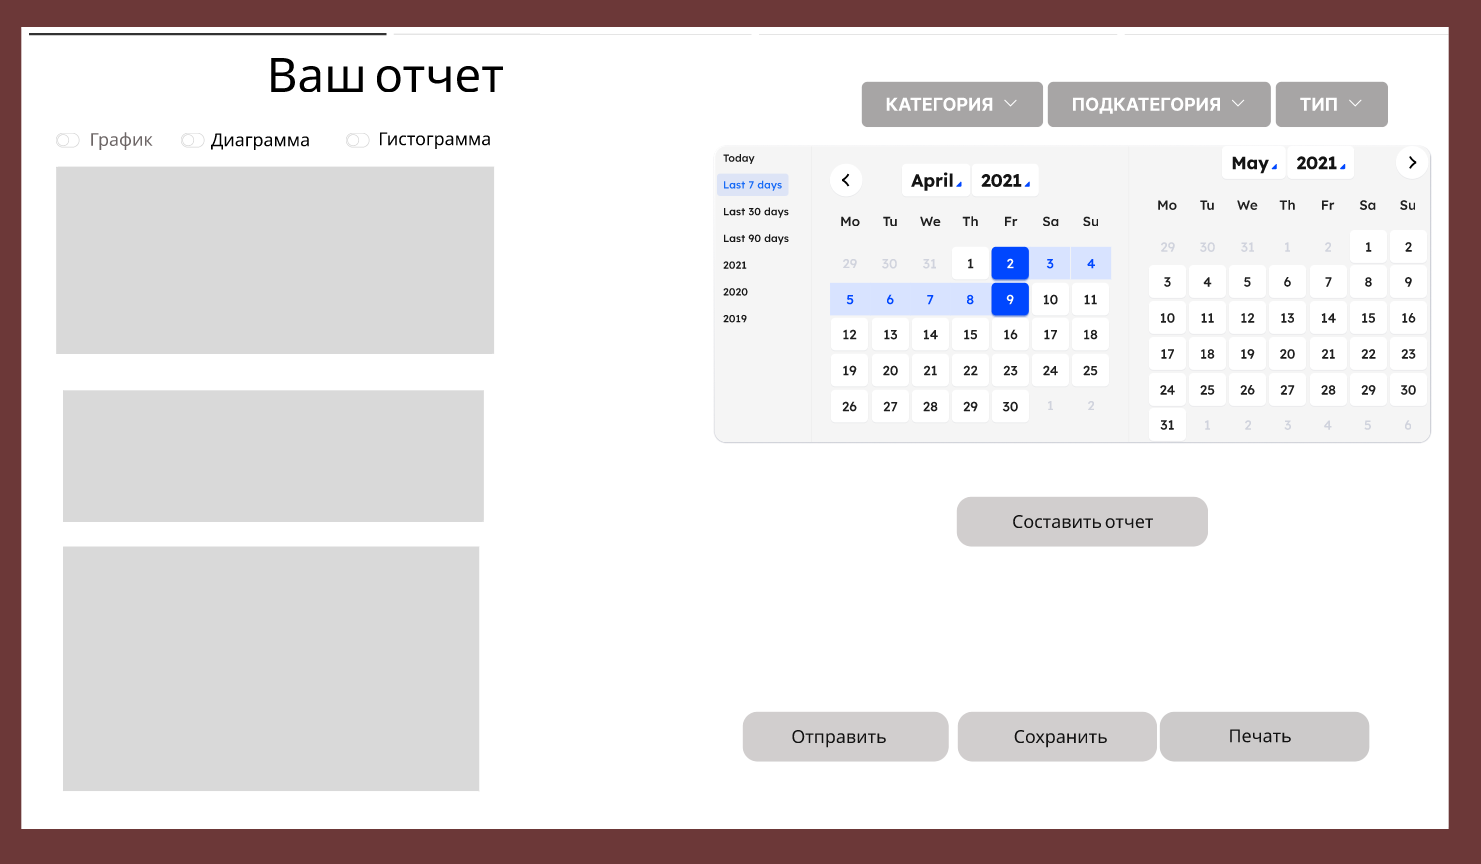 Ваш отчет
График Диаграмма Гистограмма
КАТЕГОРИЯ ПОДКАТЕГОРИЯ ТИП
Today
Last 7 days
Last 30 days
Last 90 days
2021
2020
2019
April 2021
Mo Tu We Th Fr Sa Su
29 30 31 1 2 3 4
5 6 7 8 9 10 11
12 13 14 15 16 17 18
19 20 21 22 23 24 25
26 27 28 29 30 1 2
May 2021
Mo Tu We Th Fr Sa Su
29 30 31 1 2 1 2
3 4 5 6 7 8 9
10 11 12 13 14 15 16
17 18 19 20 21 22 23
24 25 26 27 28 29 30
31 1 2 3 4 5 6
Составить отчет
Отправить Сохранить Печать